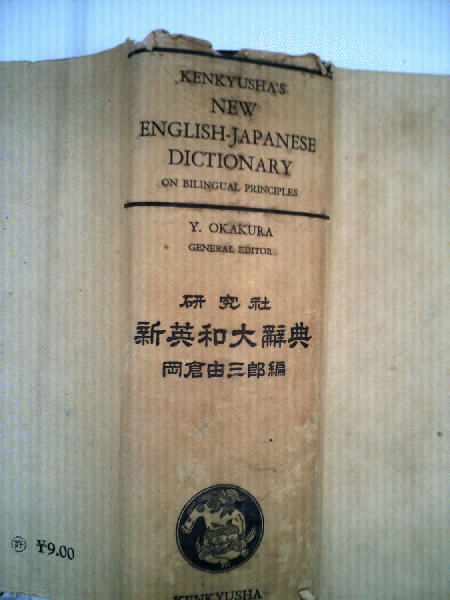 KENKYUSHA'S
NEW
ENGLISH-JAPANESE
DICTIONARY
ON BILINGUAL PRINCIPLES
Y. OKAKURA
GENERAL EDITOR
研究社
新英和大辭典
岡倉由三郎編
㊕ ¥9.00
KENKYUSHA